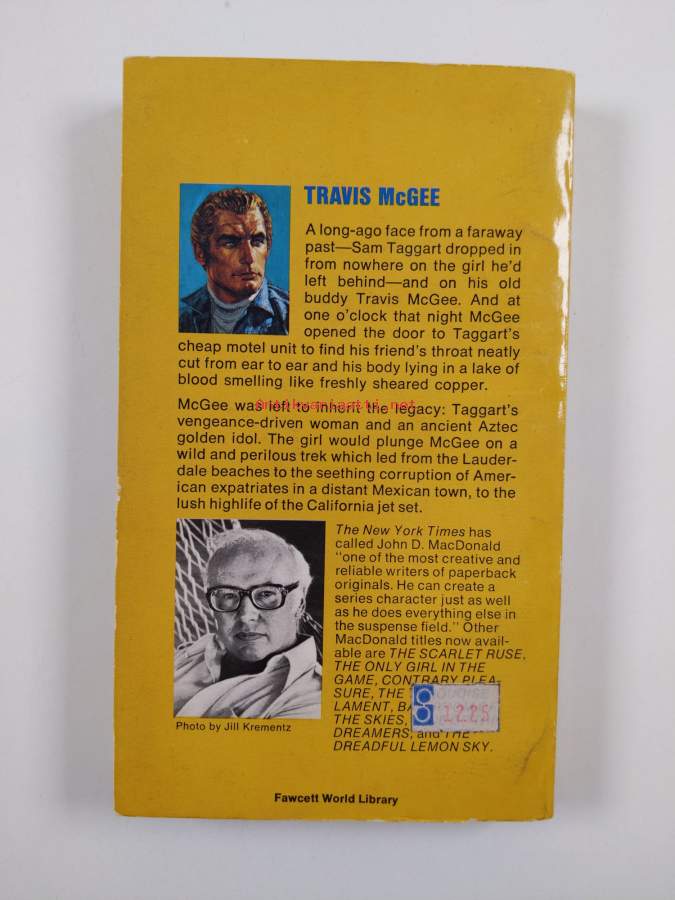 TRAVIS McGEE
A long-ago face from a faraway
past—Sam Taggart dropped in
from nowhere on the girl he'd
left behind—and on his old
buddy Travis McGee. And at
one o'clock that night McGee
opened the door to Taggart's
cheap motel unit to find his friend's throat neatly
cut from ear to ear and his body lying in a lake of
blood smelling like freshly sheared copper.
McGee was left to inherit the legacy: Taggart's
vengeance-driven woman and an ancient Aztec
golden idol. The girl would plunge McGee on a
wild and perilous trek which led from the Lauder-
dale beaches to the seething corruption of Amer-
ican expatriates in a distant Mexican town, to the
lush highlife of the California jet set.
The New York Times has
called John D. MacDonald
"one of the most creative and
reliable writers of paperback
originals. He can create a
series character just as well
as he does everything else in
the suspense field." Other
MacDonald titles now avail-
able are THE SCARLET RUSE,
THE ONLY GIRL IN THE
GAME, CONTRARY PLEA-
SURE, THE
LAMENT,
THE SKIES,
DREAMERS, and THE
DREADFUL LEMON SKY.
1225
Photo by Jill Krementz
Fawcett World Library